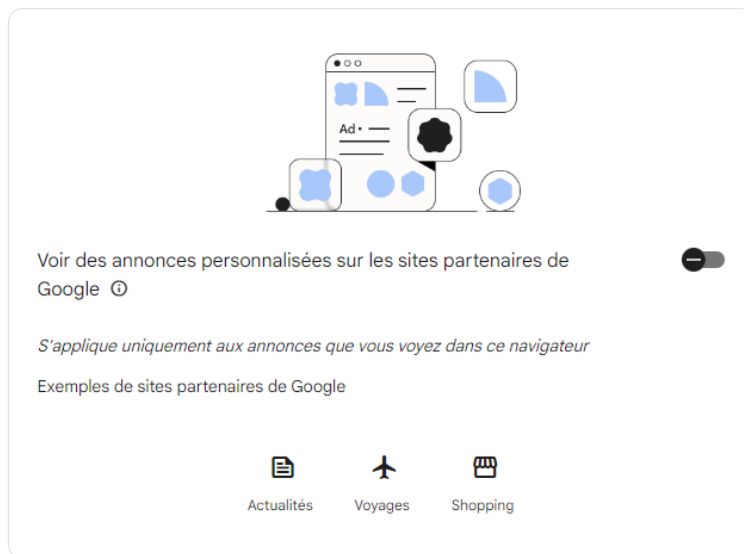 Ad •
Voir des annonces personnalisées sur les sites partenaires de
Google
S'applique uniquement aux annonces que vous voyez dans ce navigateur
Exemples de sites partenaires de Google
Actualités
Voyages
Shopping